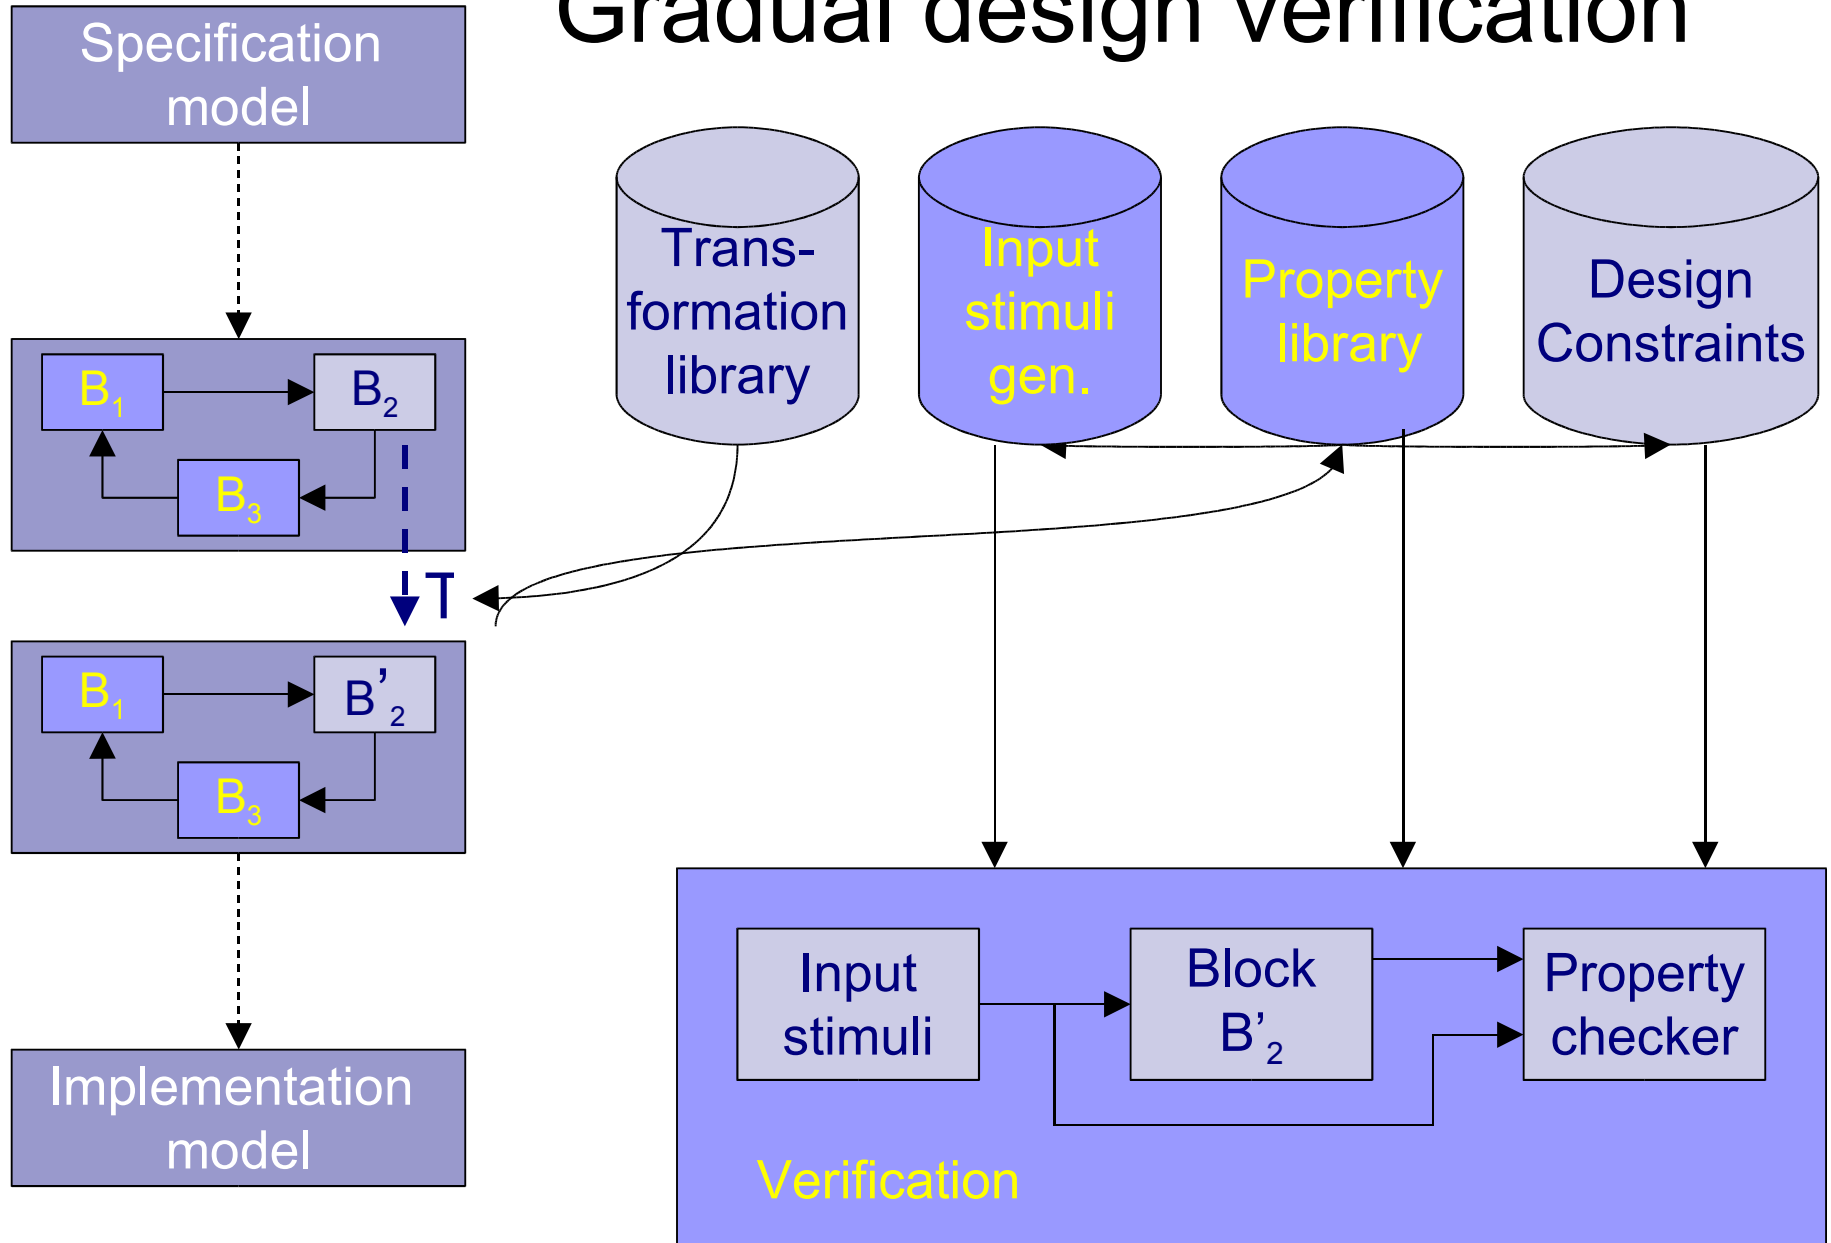 Gradual design verification
Specification
model
Trans-
formation
library
Input
stimuli
gen.
Property
library
Design
Constraints
B1
B2
B3
T
B1
B’2
B3
Input
stimuli
Block
B’2
Property
checker
Implementation
model
Verification